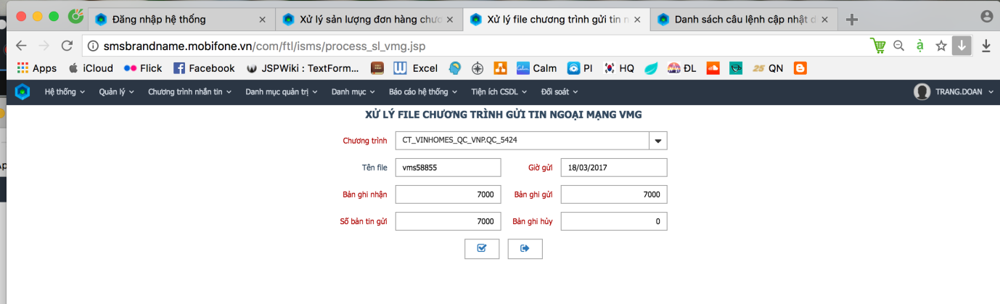 Đăng nhập hệ thống
Xử lý sản lượng đơn hàng chươ
Xử lý file chương trình gửi tin n
Danh sách câu lệnh cập nhật d
smsbrandname.mobifone.vn/com/ftl/isms/process_sl_vmg.jsp
à
Apps iCloud Flick Facebook JSPWiki : TextForm... Excel Calm PI HQ ĐL 25 QN
Hệ thống Quản lý Chương trình nhắn tin Danh mục quản trị Danh mục Báo cáo hệ thống Tiện ích CSDL Đối soát TRANG.DOAN
XỬ LÝ FILE CHƯƠNG TRÌNH GỬI TIN NGOẠI MẠNG VMG
Chương trình CT_VINHOMES_QC_VNP.QC_5424
Tên file vms58855 Giờ gửi 18/03/2017
Bản ghi nhận 7000 Bản ghi gửi 7000
Số bản tin gửi 7000 Bản ghi hủy 0